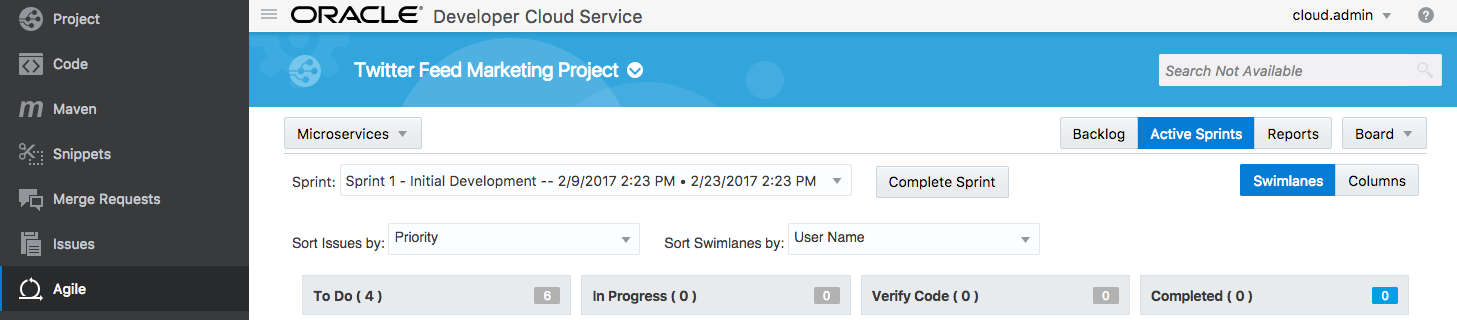 Project
Code
Maven
Snippets
Merge Requests
Issues
Agile
ORACLE® Developer Cloud Service
cloud.admin
?
Twitter Feed Marketing Project
Search Not Available
Microservices
Backlog Active Sprints Reports Board
Sprint: Sprint 1 - Initial Development -- 2/9/2017 2:23 PM • 2/23/2017 2:23 PM Complete Sprint Swimlanes Columns
Sort Issues by: Priority Sort Swimlanes by: User Name
To Do ( 4 ) 6 In Progress ( 0 ) 0 Verify Code ( 0 ) 0 Completed ( 0 ) 0